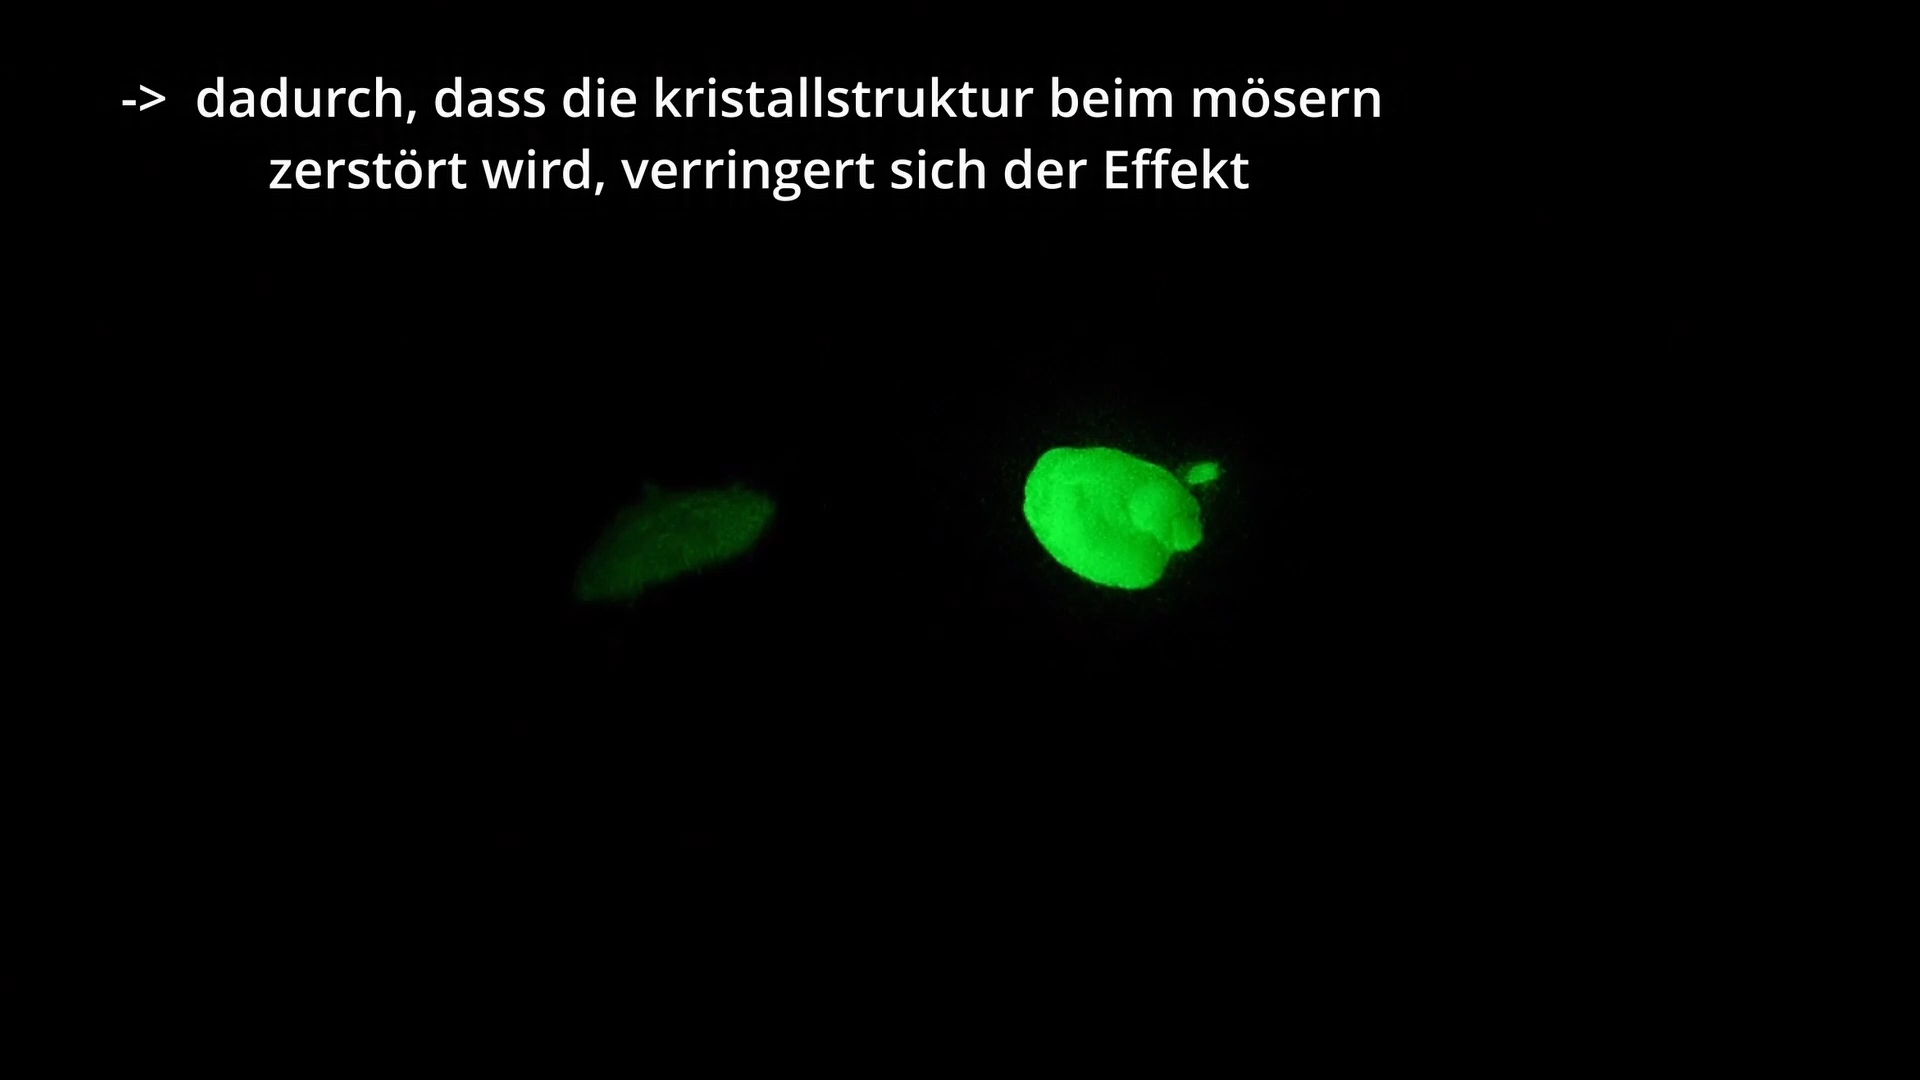 -> dadurch, dass die kristallstruktur beim mösern
zerstört wird, verringert sich der Effekt